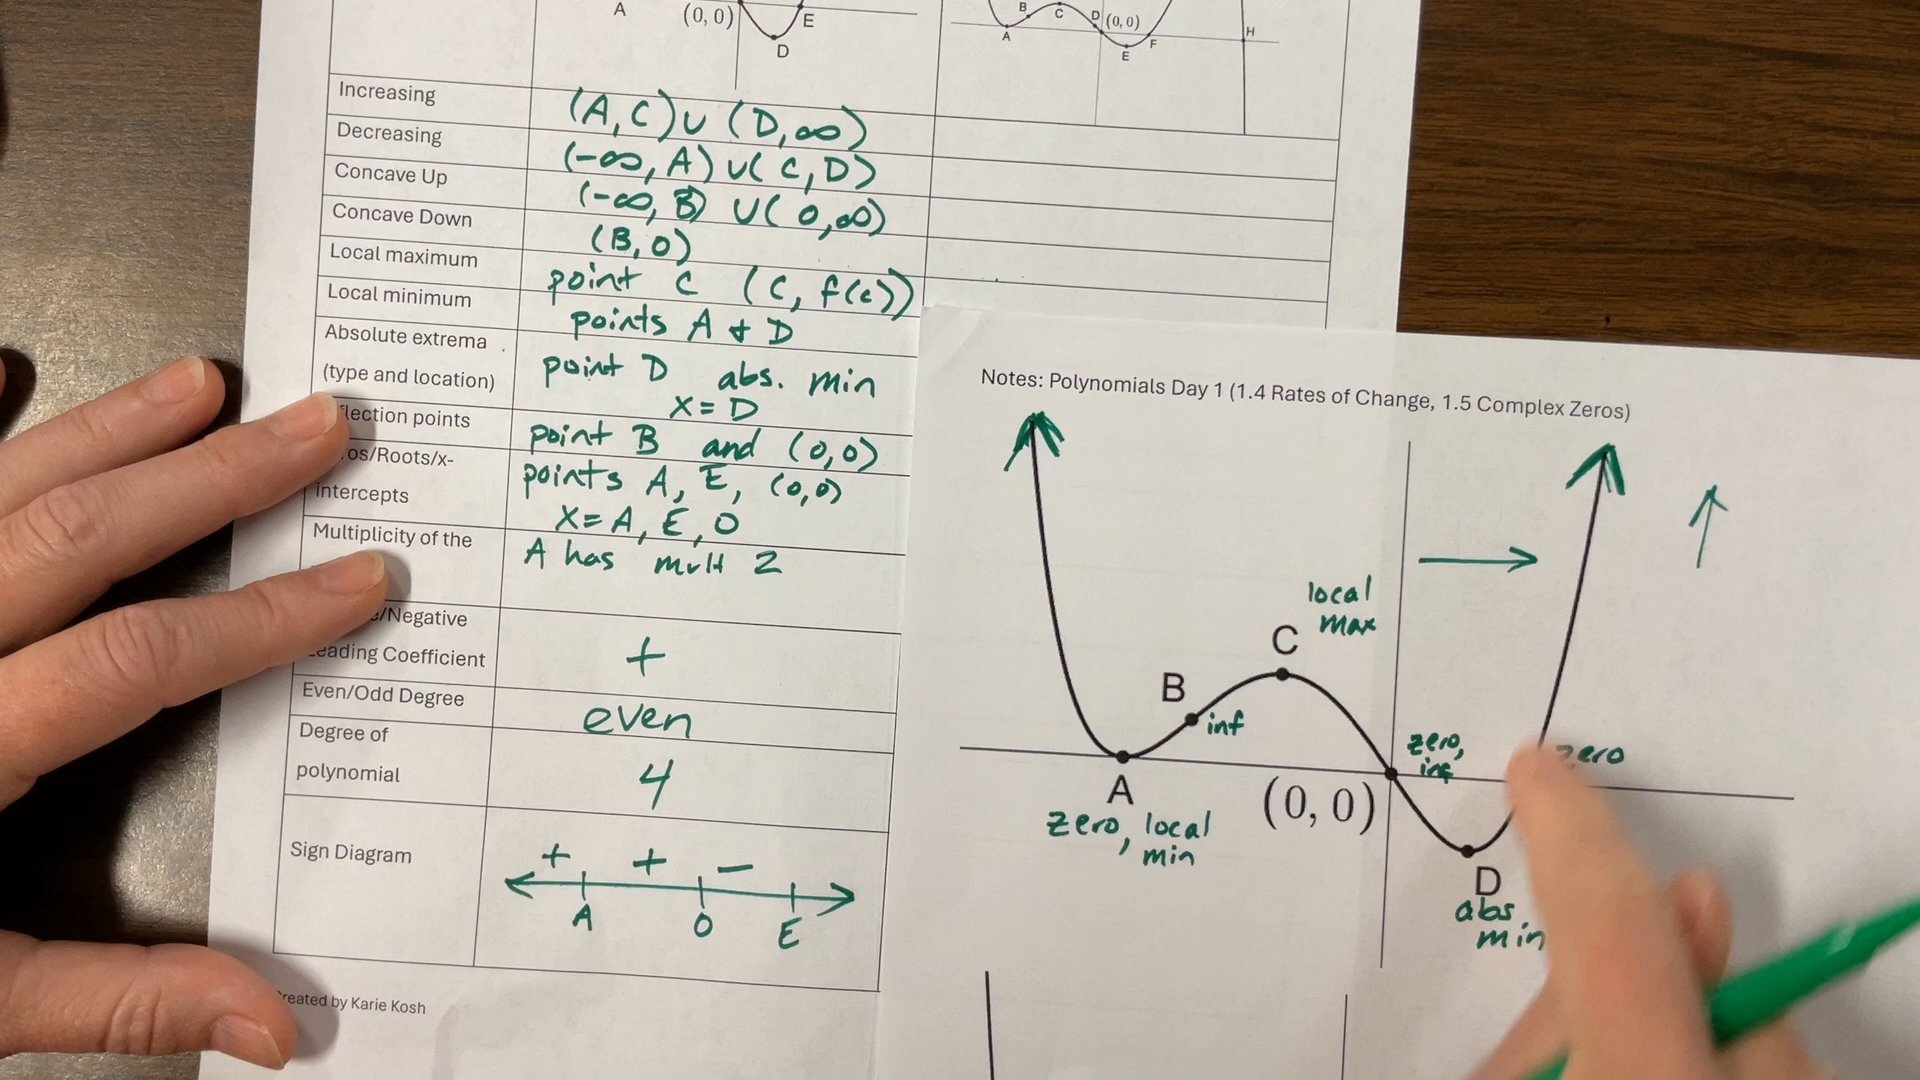 A
(0, 0)
E
D
B
C
D
(0, 0)
A
E
F
H
Increasing
(A, C) ∪ (D, ∞)
Decreasing
(-∞, A) ∪ ( C, D)
Concave Up
(-∞, B) ∪ ( 0, ∞)
Concave Down
(B, 0)
Local maximum
point C (C, f(c))
Local minimum
points A + D
Absolute extrema
(type and location)
point D abs. min
x = D
flection points
point B and (0,0)
os/Roots/x-
intercepts
points A, E, (0,0)
x= A, E, 0
Multiplicity of the
A has mult 2
e/Negative
Leading Coefficient
+
Even/Odd Degree
even
Degree of
polynomial
4
Sign Diagram
+ + −
A 0 E
reated by Karie Kosh
Notes: Polynomials Day 1 (1.4 Rates of Change, 1.5 Complex Zeros)
local
max
C
B
inf
zero,
inf
zero
A
(0, 0)
zero, local
min
D
abs.
min